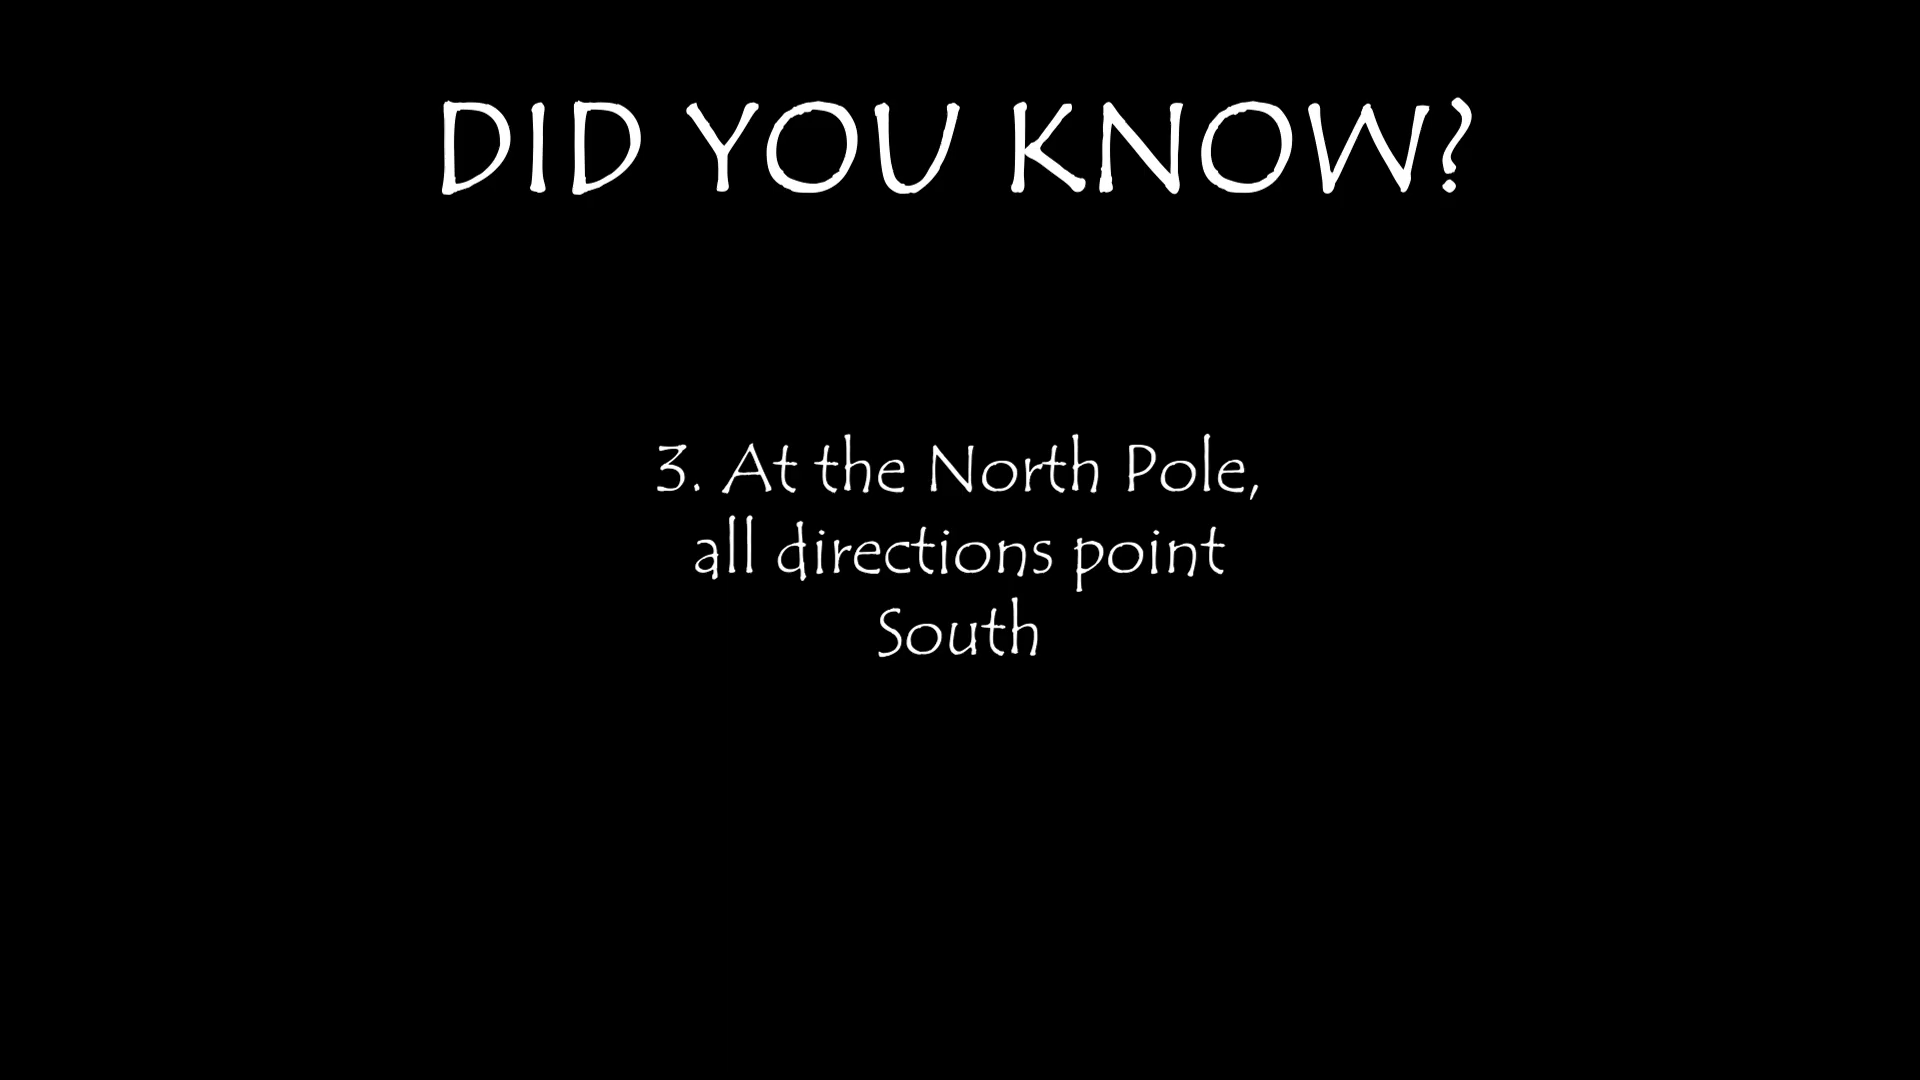 DID YOU KNOW?
3. At the North Pole,
all directions point
South